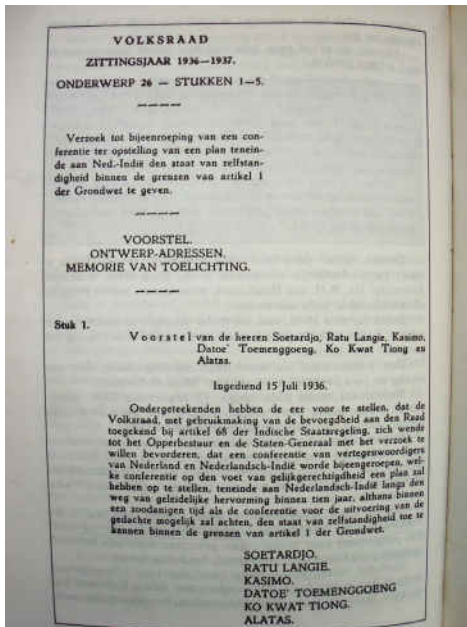 VOLKSRAAD
ZITTINGSJAAR 1936—1937.
ONDERWERP 26 — STUKKEN 1—5.
Verzoek tot bijeenroeping van een con-
ferentie ter opstelling van een plan tenein-
de aan Ned.-Indië den staat van zelfstan-
digheid binnen de grenzen van artikel 1
der Grondwet te geven.
VOORSTEL.
ONTWERP-ADRESSEN.
MEMORIE VAN TOELICHTING.
Stuk 1.
Voorstel van de heeren Soetardjo, Ratu Langie, Kasimo,
Datoe' Toemenggoeng, Ko Kwat Tiong en
Alatas.
Ingediend 15 Juli 1936.
Ondergeteekenden hebben de eer voor te stellen, dat de
Volksraad, met gebruikmaking van de bevoegdheid aan den Raad
toegekend bij artikel 68 der Indische Staatsregeling, zich wende
tot het Opperbestuur en de Staten-Generaal met het verzoek te
willen bevorderen, dat een conferentie van vertegenwoordigers
van Nederland en Nederlandsch-Indië worde bijeengeroepen, wel-
ke conferentie op den voet van gelijkgerechtigdheid een plan zal
hebben op te stellen, teneinde aan Nederlandsch-Indië langs den
weg van geleidelijke hervorming binnen tien jaar, althans binnen
een zoodanigen tijd als de conferentie voor de uitvoering van de
gedachte mogelijk zal achten, den staat van zelfstandigheid toe te
kennen binnen de grenzen van artikel 1 der Grondwet.
SOETARDJO.
RATU LANGIE.
KASIMO.
DATOE' TOEMENGGOENG
KO KWAT TIONG.
ALATAS.